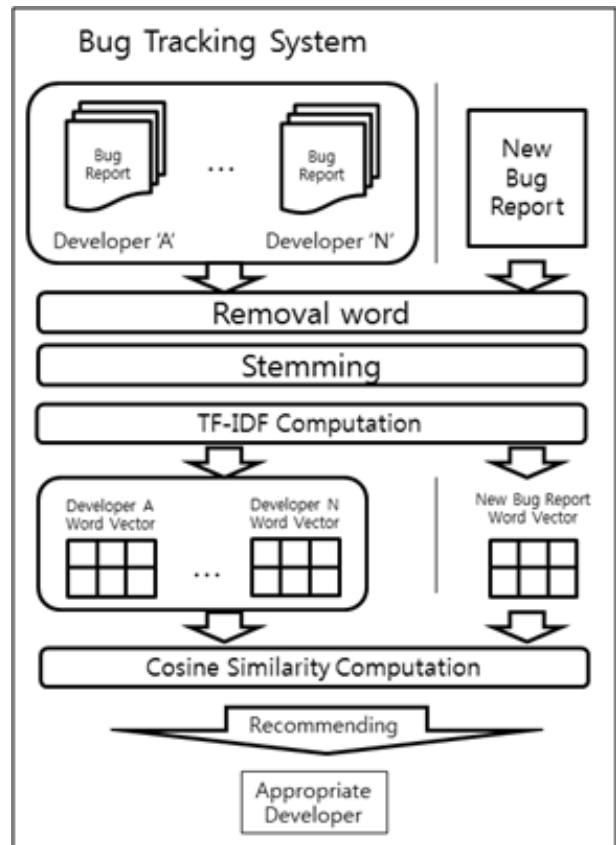 Bug Tracking System
Bug
Report
...
Bug
Report
Developer 'A'
Developer 'N'
New
Bug
Report
Removal word
Stemming
TF-IDF Computation
Developer A
Word Vector
...
Developer N
Word Vector
New Bug Report
Word Vector
Cosine Similarity Computation
Recommending
Appropriate
Developer